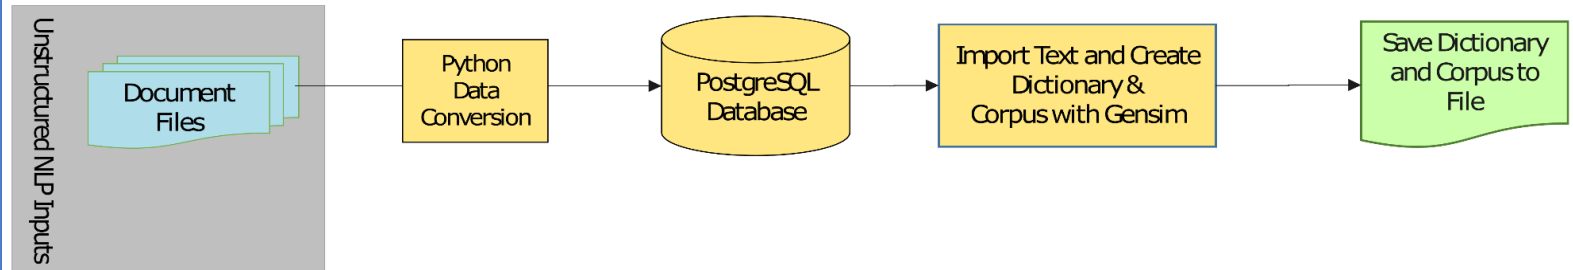 Unstructured NLP Inputs
Document
Files
Python
Data
Conversion
PostgreSQL
Database
Import Text and Create
Dictionary &
Corpus with Gensim
Save Dictionary
and Corpus to
File